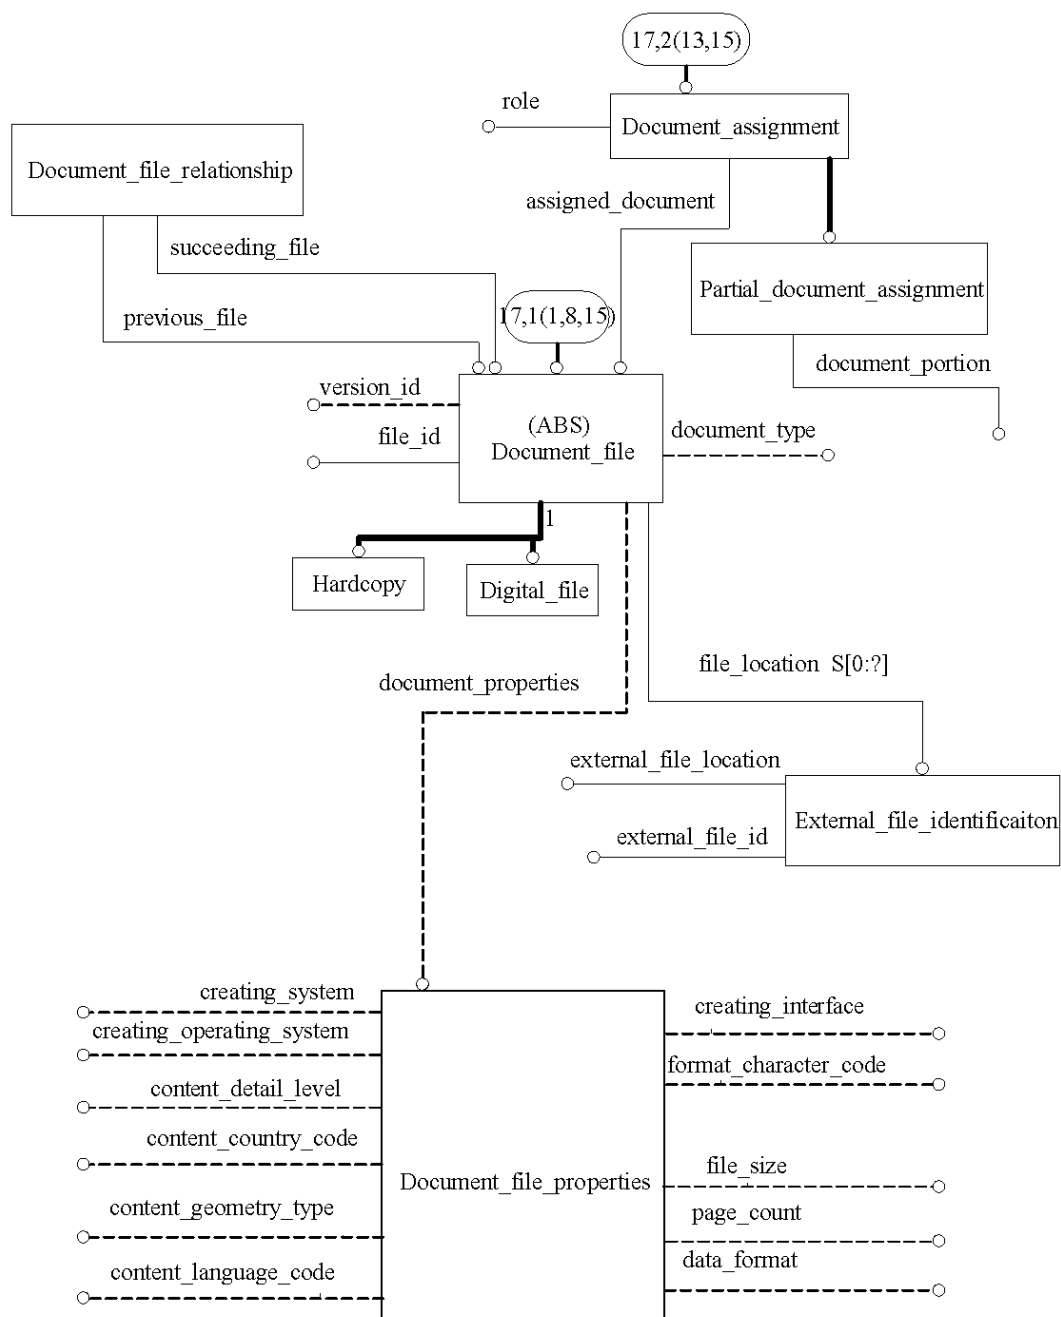 17,2(13,15)
role
Document_assignment
Document_file_relationship
assigned_document
succeeding_file
Partial_document_assignment
17,1(1,8,15)
previous_file
document_portion
version_id
(ABS)
Document_file
file_id
document_type
1
Hardcopy
Digital_file
file_location S[0:?]
document_properties
external_file_location
External_file_identificaiton
external_file_id
creating_system
creating_interface
creating_operating_system
format_character_code
content_detail_level
content_country_code
file_size
Document_file_properties
content_geometry_type
page_count
data_format
content_language_code